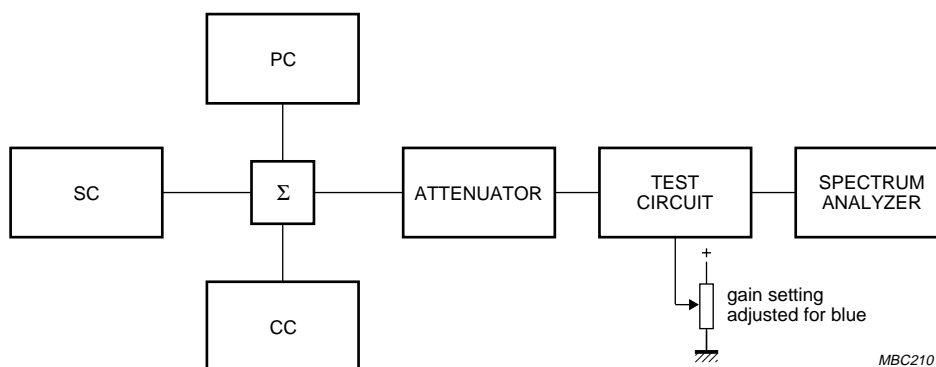 PC
SC
Σ
ATTENUATOR
TEST
CIRCUIT
SPECTRUM
ANALYZER
CC
+
gain setting
adjusted for blue
MBC210